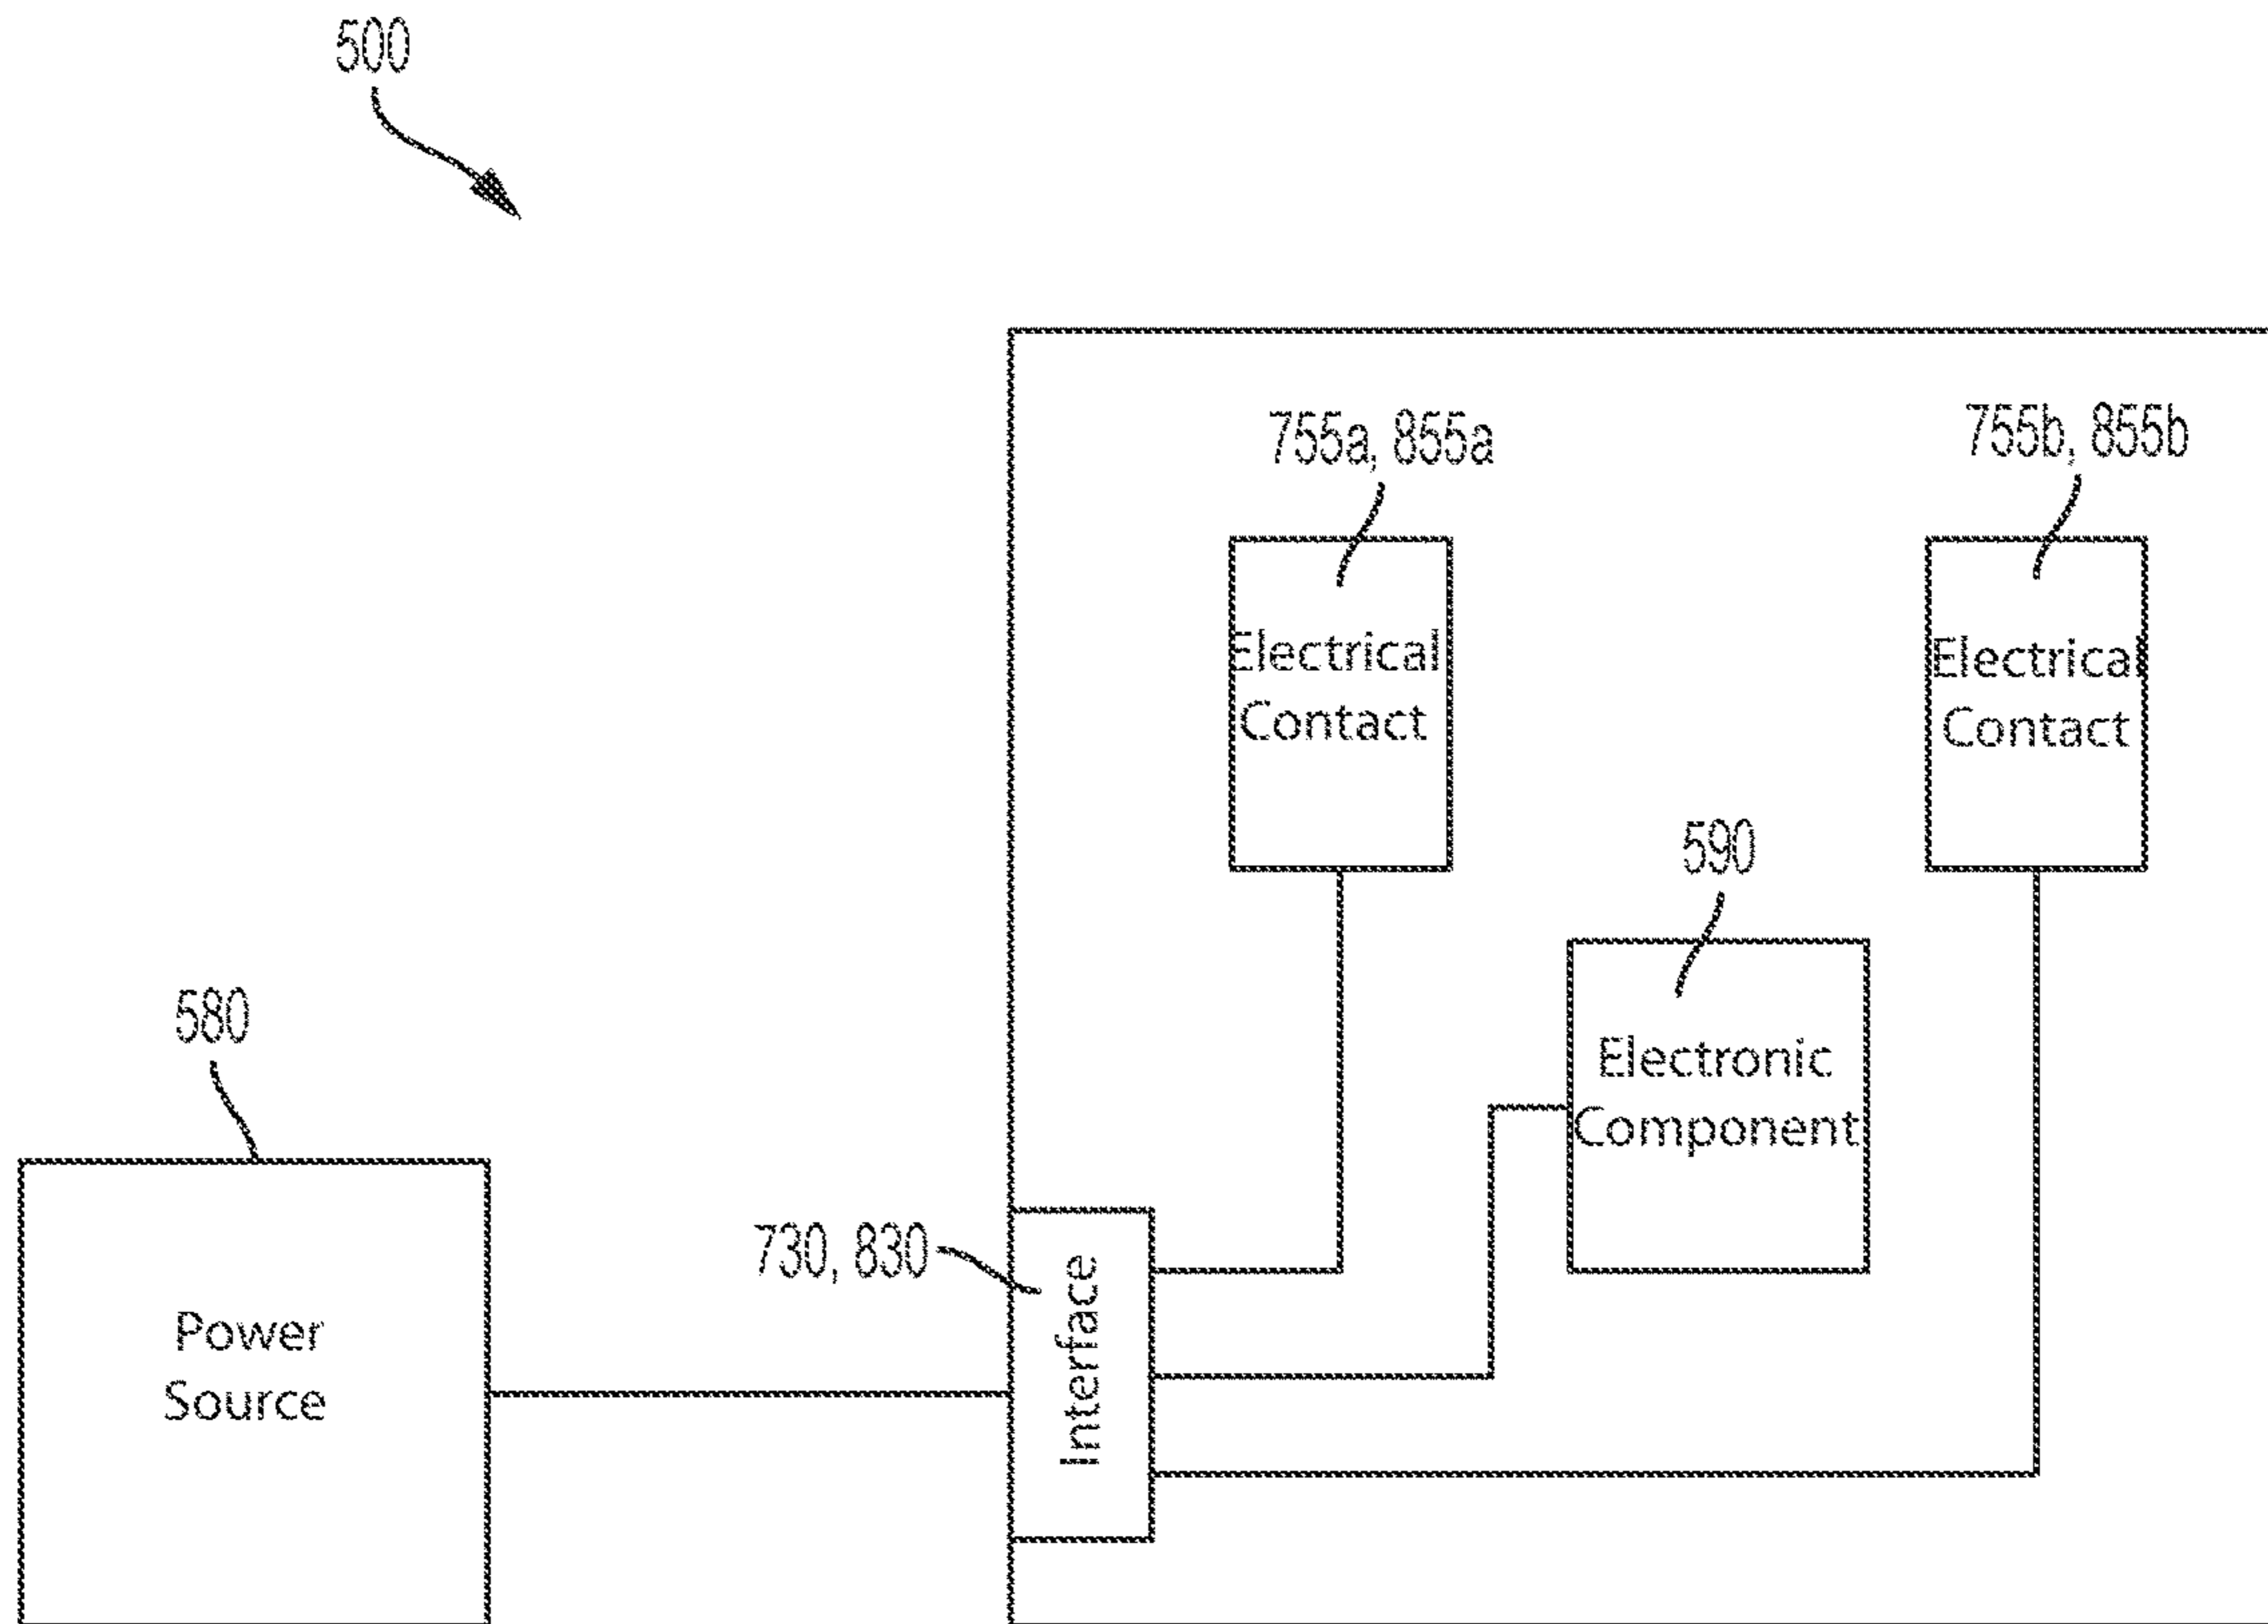 500
755a, 855a
755b, 855b
Electrical
Contact
Electrical
Contact
590
Electronic
Component
580
Power
Source
730, 830
Interface